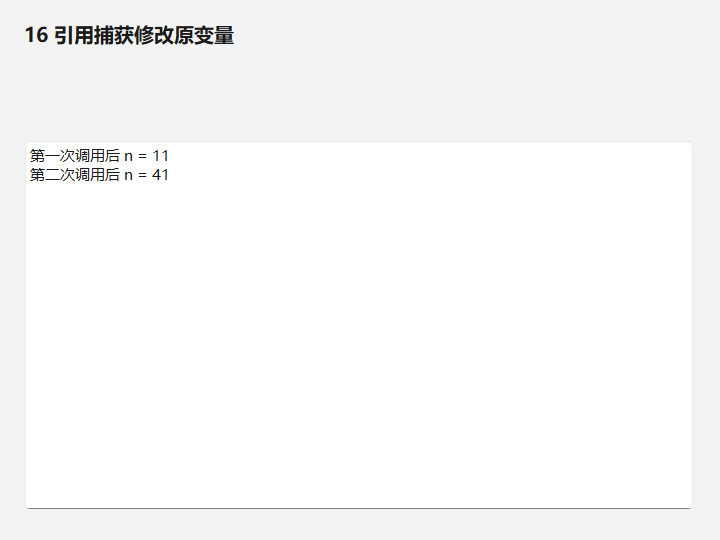 16 引用捕获修改原变量
第一次调用后 n = 11
第二次调用后 n = 41